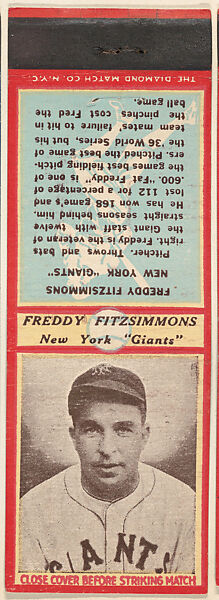 THE DIAMOND MATCH CO. N.Y.C.
FREDDY FITZSIMMONS
NEW YORK "GIANTS"
Pitcher. Throws and bats
right. Freddy is the veteran of
the Giant staff with twelve
straight seasons behind him.
He has won 168 game's and
lost 112 for a percentage of
.600. "Fat Freddy" is one of
the games best fielding pitch-
ers. Pitched the best game of
the '36 World Series, but his
team mates failure to hit in
the pinches cost Fred the
ball game.
FREDDY FITZSIMMONS
New York "Giants"
GIANTS
CLOSE COVER BEFORE STRIKING MATCH